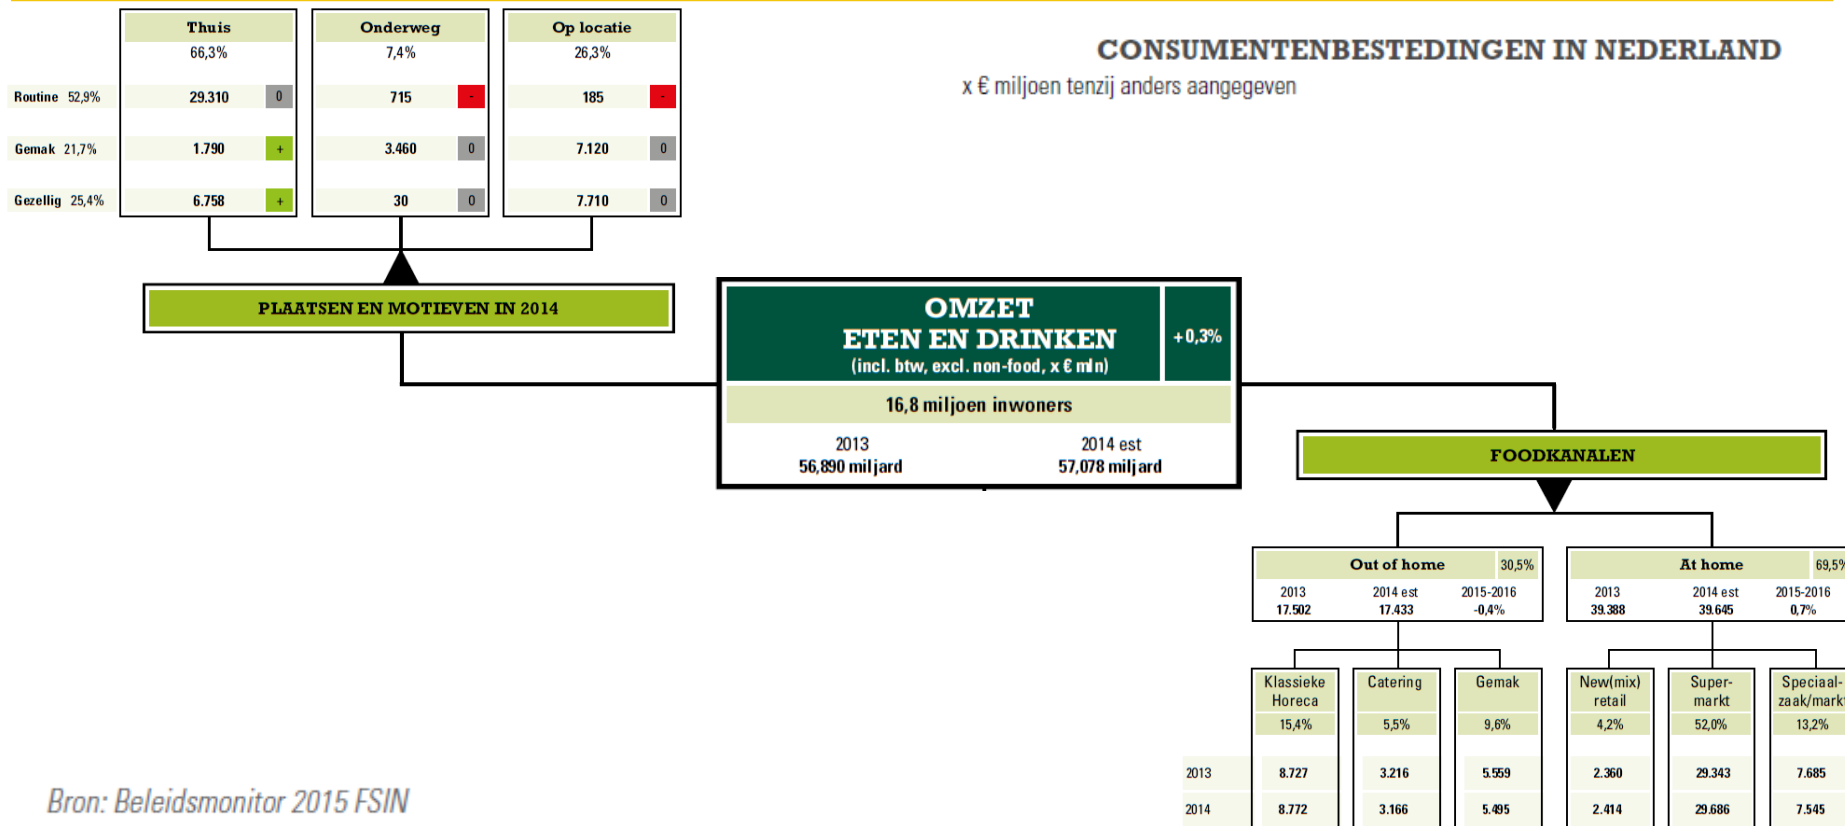 CONSUMENTENBESTEDINGEN IN NEDERLAND
x € miljoen tenzij anders aangegeven
Thuis Onderweg Op locatie
66,3% 7,4% 26,3%
Routine 52,9% 29.310 0 715 - 185 -
Gemak 21,7% 1.790 + 3.460 0 7.120 0
Gezellig 25,4% 6.758 + 30 0 7.710 0
PLAATSEN EN MOTIEVEN IN 2014
OMZET
ETEN EN DRINKEN
(incl. btw, excl. non-food, x € mln)
+0,3%
16,8 miljoen inwoners
2013 2014 est
56,890 miljard 57,078 miljard
FOODKANALEN
Out of home 30,5%
2013 2014 est 2015-2016
17.502 17.433 -0,4%
At home 69,5%
2013 2014 est 2015-2016
39.388 39.645 0,7%
Klassieke Catering Gemak New(mix) Super- Speciaal-
Horeca retail markt zaak/markt
15,4% 5,5% 9,6% 4,2% 52,0% 13,2%
2013 8.727 3.216 5.559 2.360 29.343 7.685
2014 8.772 3.166 5.495 2.414 29.686 7.545
Bron: Beleidsmonitor 2015 FSIN